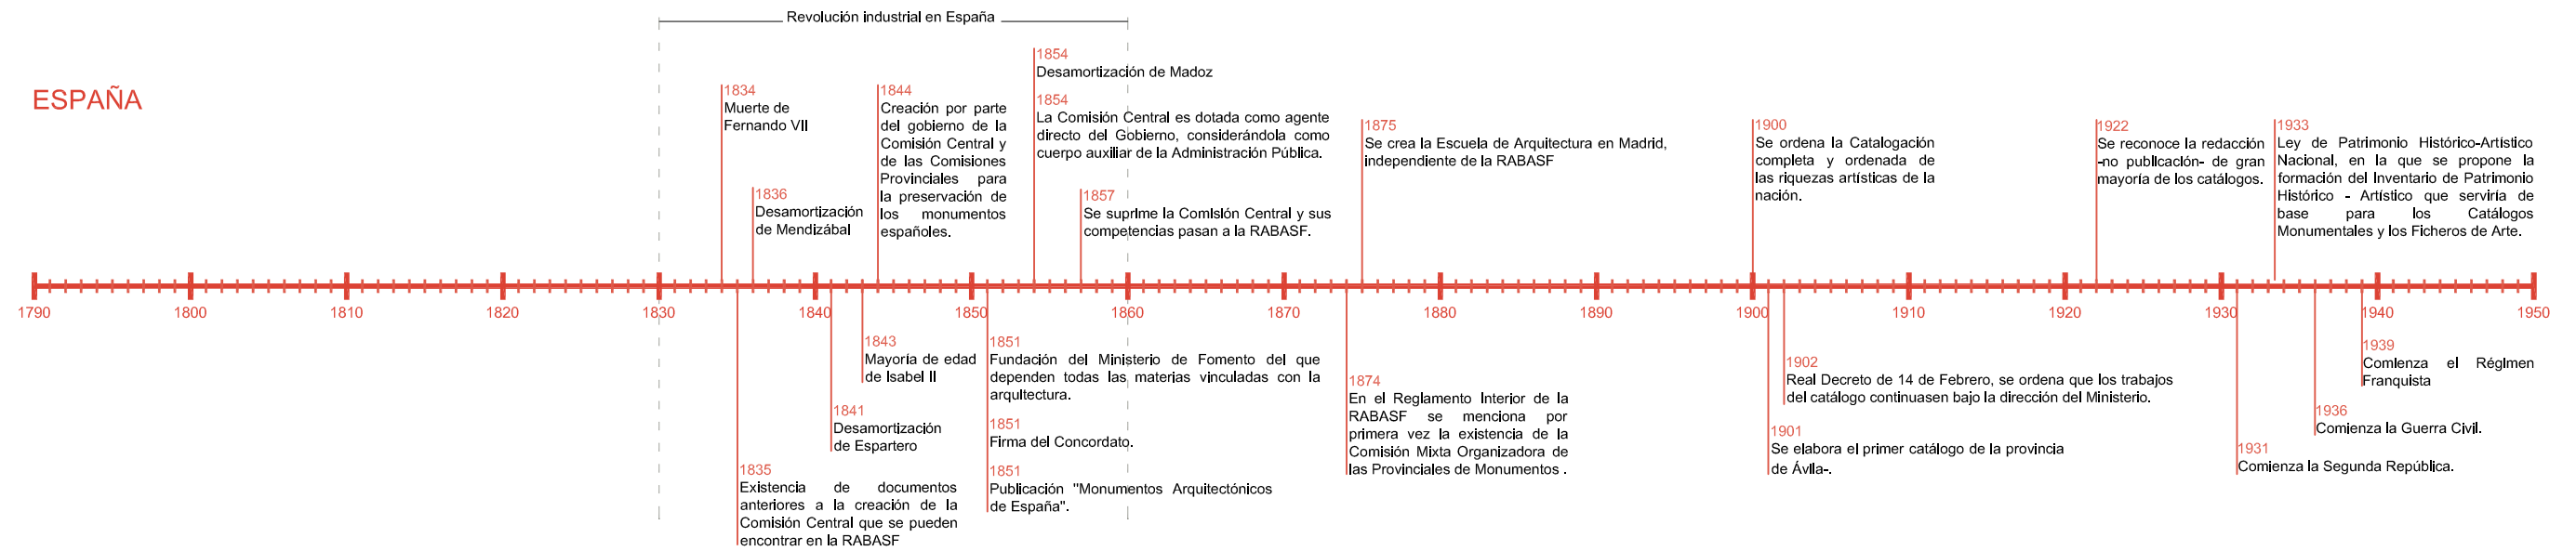 Revolución industrial en España
ESPAÑA
1834
Muerte de
Fernando VII
1836
Desamortización
de Mendizábal
1844
Creación por parte
del gobierno de la
Comisión Central y
de las Comisiones
Provinciales para
la preservación de
los monumentos
españoles.
1854
Desamortización de Madoz
1854
La Comisión Central es dotada como agente
directo del Gobierno, considerándola como
cuerpo auxiliar de la Administración Pública.
1857
Se suprime la Comisión Central y sus
competencias pasan a la RABASF.
1875
Se crea la Escuela de Arquitectura en Madrid,
independiente de la RABASF
1900
Se ordena la Catalogación
completa y ordenada de
las riquezas artísticas de la
nación.
1922
Se reconoce la redacción
-no publicación- de gran
mayoría de los catálogos.
1933
Ley de Patrimonio Histórico-Artístico
Nacional, en la que se propone la
formación del Inventario de Patrimonio
Histórico - Artístico que serviría de
base para los Catálogos
Monumentales y los Ficheros de Arte.
1790 1800 1810 1820 1830 1840 1850 1860 1870 1880 1890 1900 1910 1920 1930 1940 1950
1835
Existencia de documentos
anteriores a la creación de la
Comisión Central que se pueden
encontrar en la RABASF
1841
Desamortización
de Espartero
1843
Mayoría de edad
de Isabel II
1851
Fundación del Ministerio de Fomento del que
dependen todas las materias vinculadas con la
arquitectura.
1851
Firma del Concordato.
1851
Publicación "Monumentos Arquitectónicos
de España".
1874
En el Reglamento Interior de la
RABASF se menciona por
primera vez la existencia de la
Comisión Mixta Organizadora de
las Provinciales de Monumentos .
1902
Real Decreto de 14 de Febrero, se ordena que los trabajos
del catálogo continuasen bajo la dirección del Ministerio.
1901
Se elabora el primer catálogo de la provincia
de Ávila-.
1939
Comienza el Régimen
Franquista
1936
Comienza la Guerra Civil.
1931
Comienza la Segunda República.